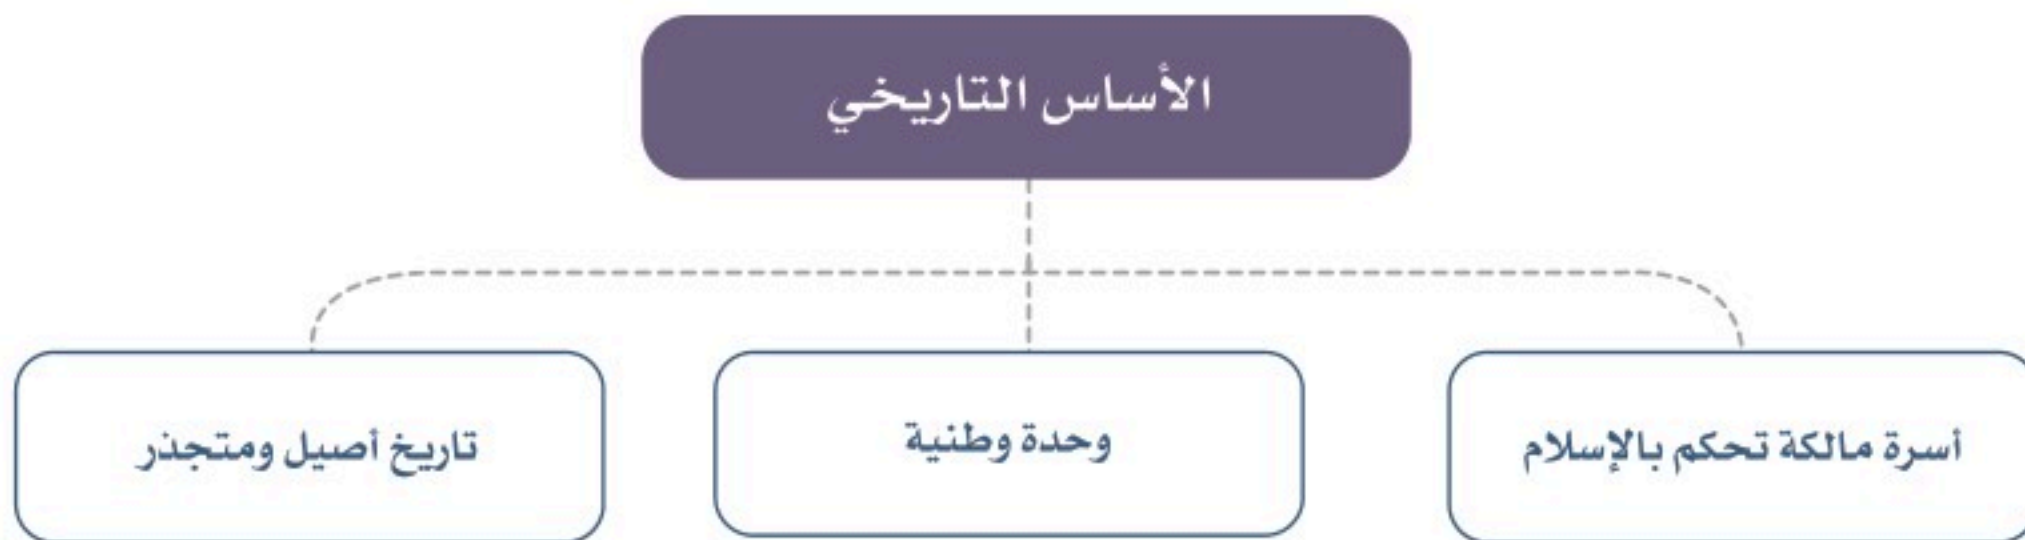 الأساس التاريخي
أسرة مالكة تحكم بالإسلام
وحدة وطنية
تاريخ أصيل ومتجذر